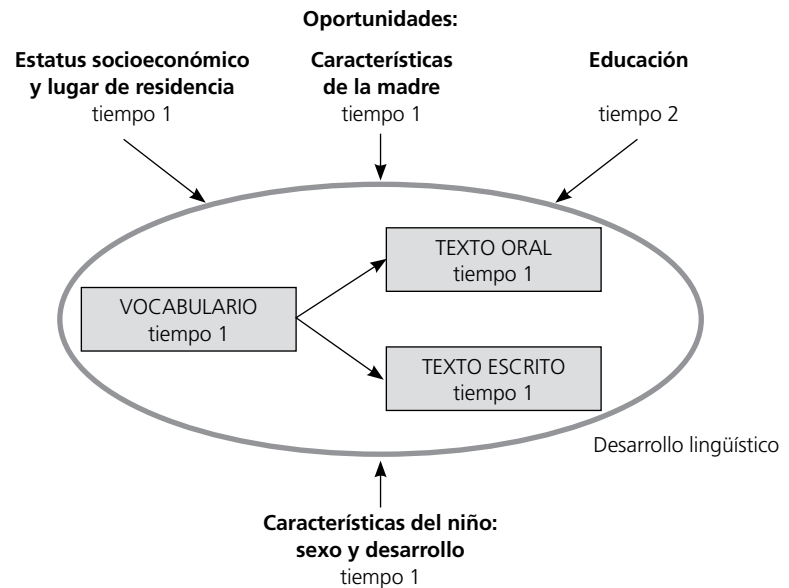 Oportunidades:
Estatus socioeconómico
y lugar de residencia
tiempo 1
Características
de la madre
tiempo 1
Educación
tiempo 2
TEXTO ORAL
tiempo 1
VOCABULARIO
tiempo 1
TEXTO ESCRITO
tiempo 1
Desarrollo lingüístico
Características del niño:
sexo y desarrollo
tiempo 1